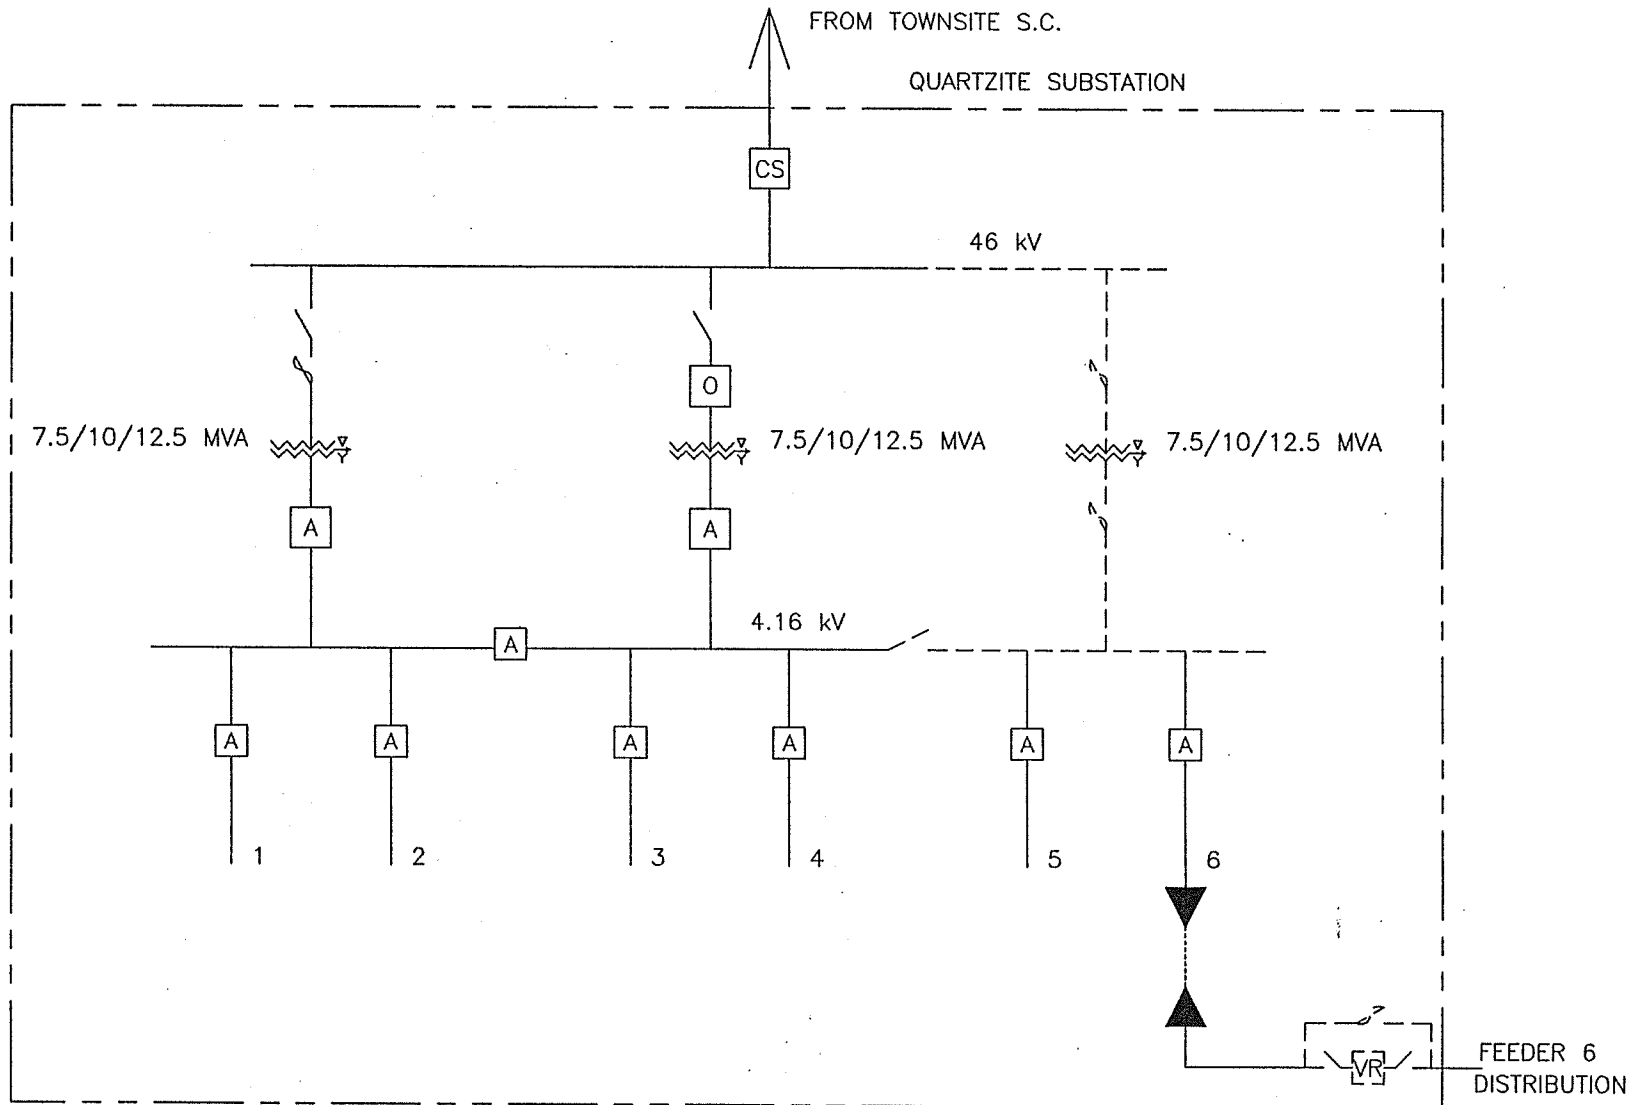 FROM TOWNSITE S.C.
QUARTZITE SUBSTATION
CS
46 kV
O
7.5/10/12.5 MVA
7.5/10/12.5 MVA
7.5/10/12.5 MVA
A
A
4.16 kV
A
A
A
A
A
A
A
1
2
3
4
5
6
VR
FEEDER 6
DISTRIBUTION